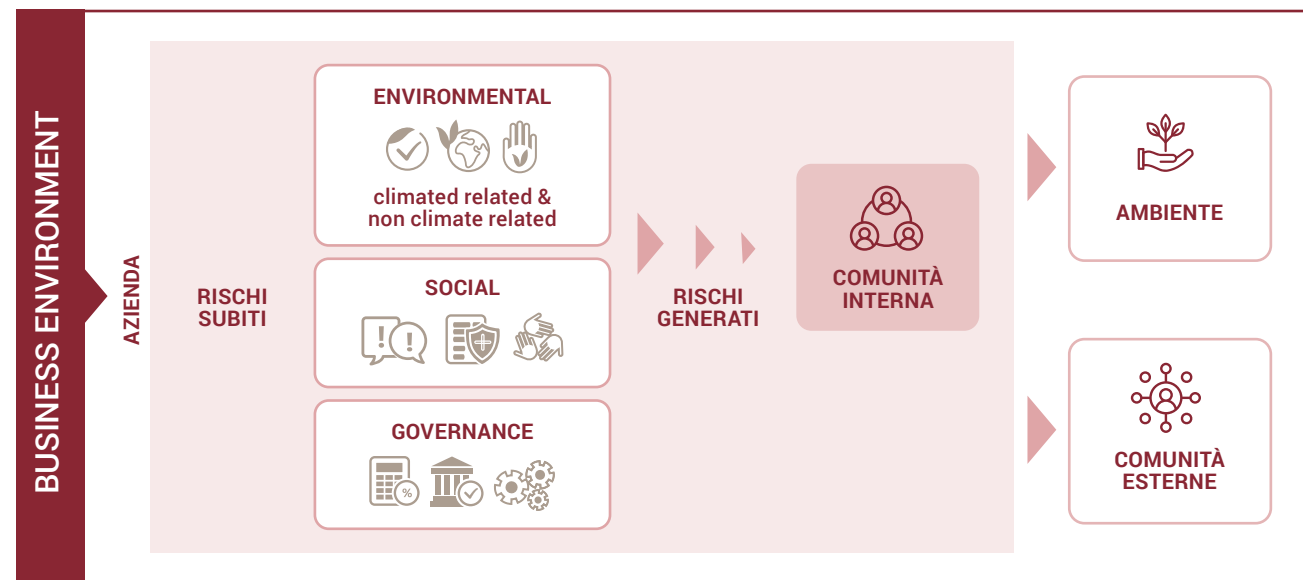 BUSINESS ENVIRONMENT
AZIENDA
RISCHI
SUBITI
ENVIRONMENTAL
climated related &
non climate related
SOCIAL
! !
GOVERNANCE
%
RISCHI
GENERATI
COMUNITÀ
INTERNA
AMBIENTE
COMUNITÀ
ESTERNE